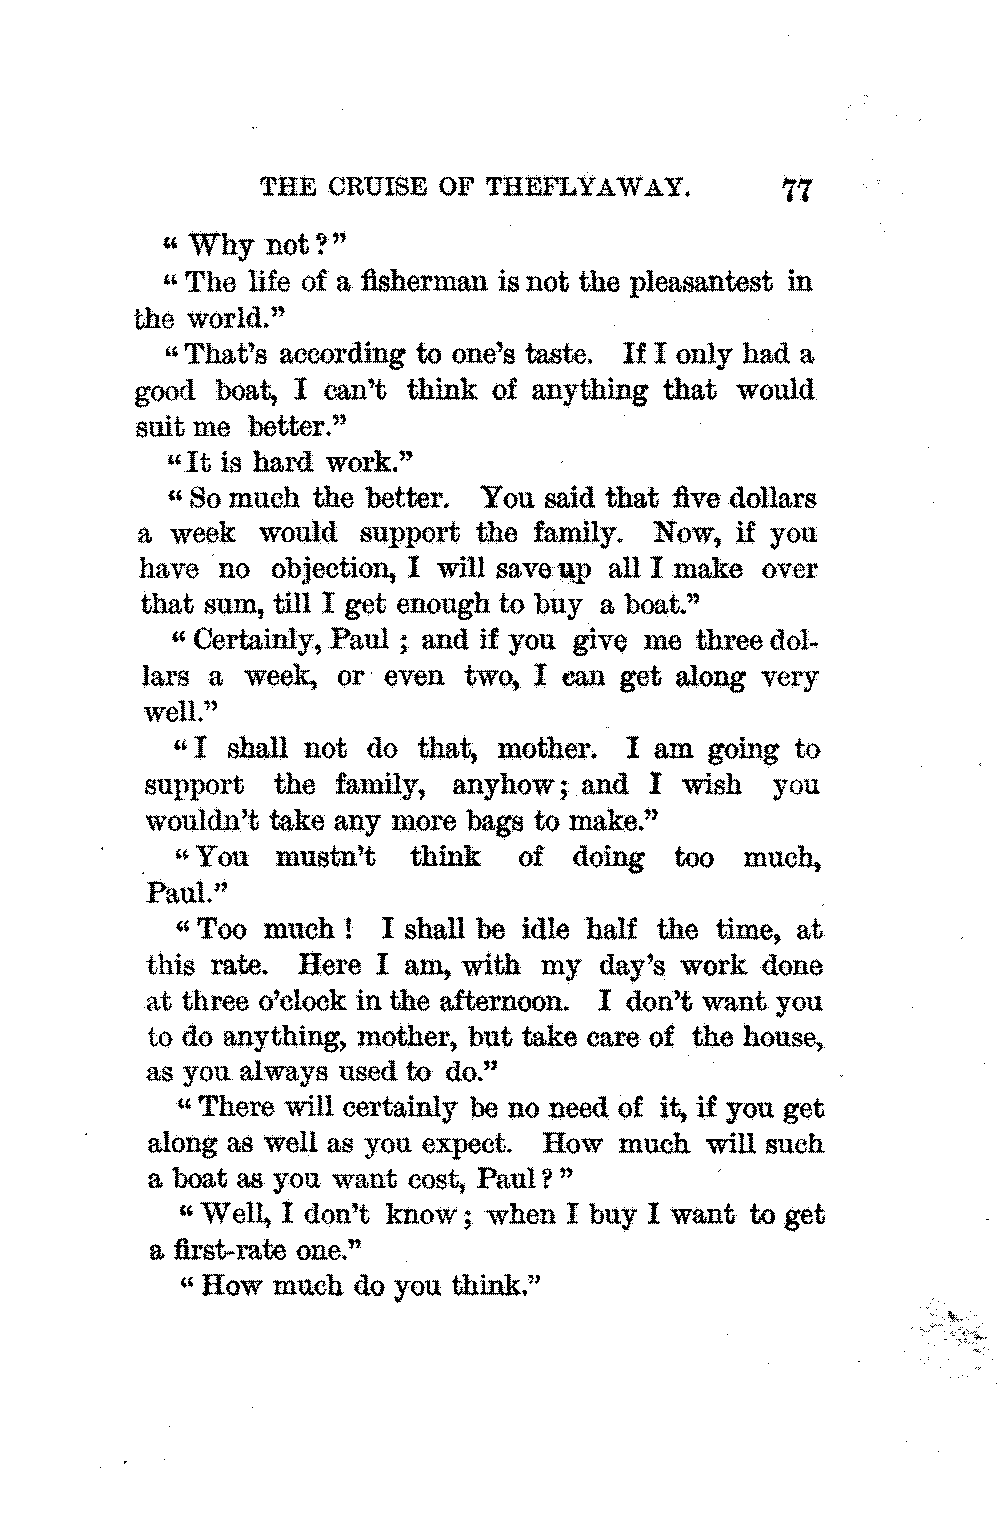 THE CRUISE OF THEFLYAWAY. 77
“ Why not ?”
“ The life of a fisherman is not the pleasantest in
the world.”
“ That’s according to one’s taste. If I only had a
good boat, I can’t think of anything that would
suit me better.”
“It is hard work.”
“ So much the better. You said that five dollars
a week would support the family. Now, if you
have no objection, I will save up all I make over
that sum, till I get enough to buy a boat.”
“ Certainly, Paul ; and if you give me three dol-
lars a week, or even two, I can get along very
well.”
“ I shall not do that, mother. I am going to
support the family, anyhow; and I wish you
wouldn’t take any more bags to make.”
“ You mustn’t think of doing too much,
Paul.”
“ Too much ! I shall be idle half the time, at
this rate. Here I am, with my day’s work done
at three o’clock in the afternoon. I don’t want you
to do anything, mother, but take care of the house,
as you always used to do.”
“ There will certainly be no need of it, if you get
along as well as you expect. How much will such
a boat as you want cost, Paul ? ”
“ Well, I don’t know ; when I buy I want to get
a first-rate one.”
“ How much do you think.”